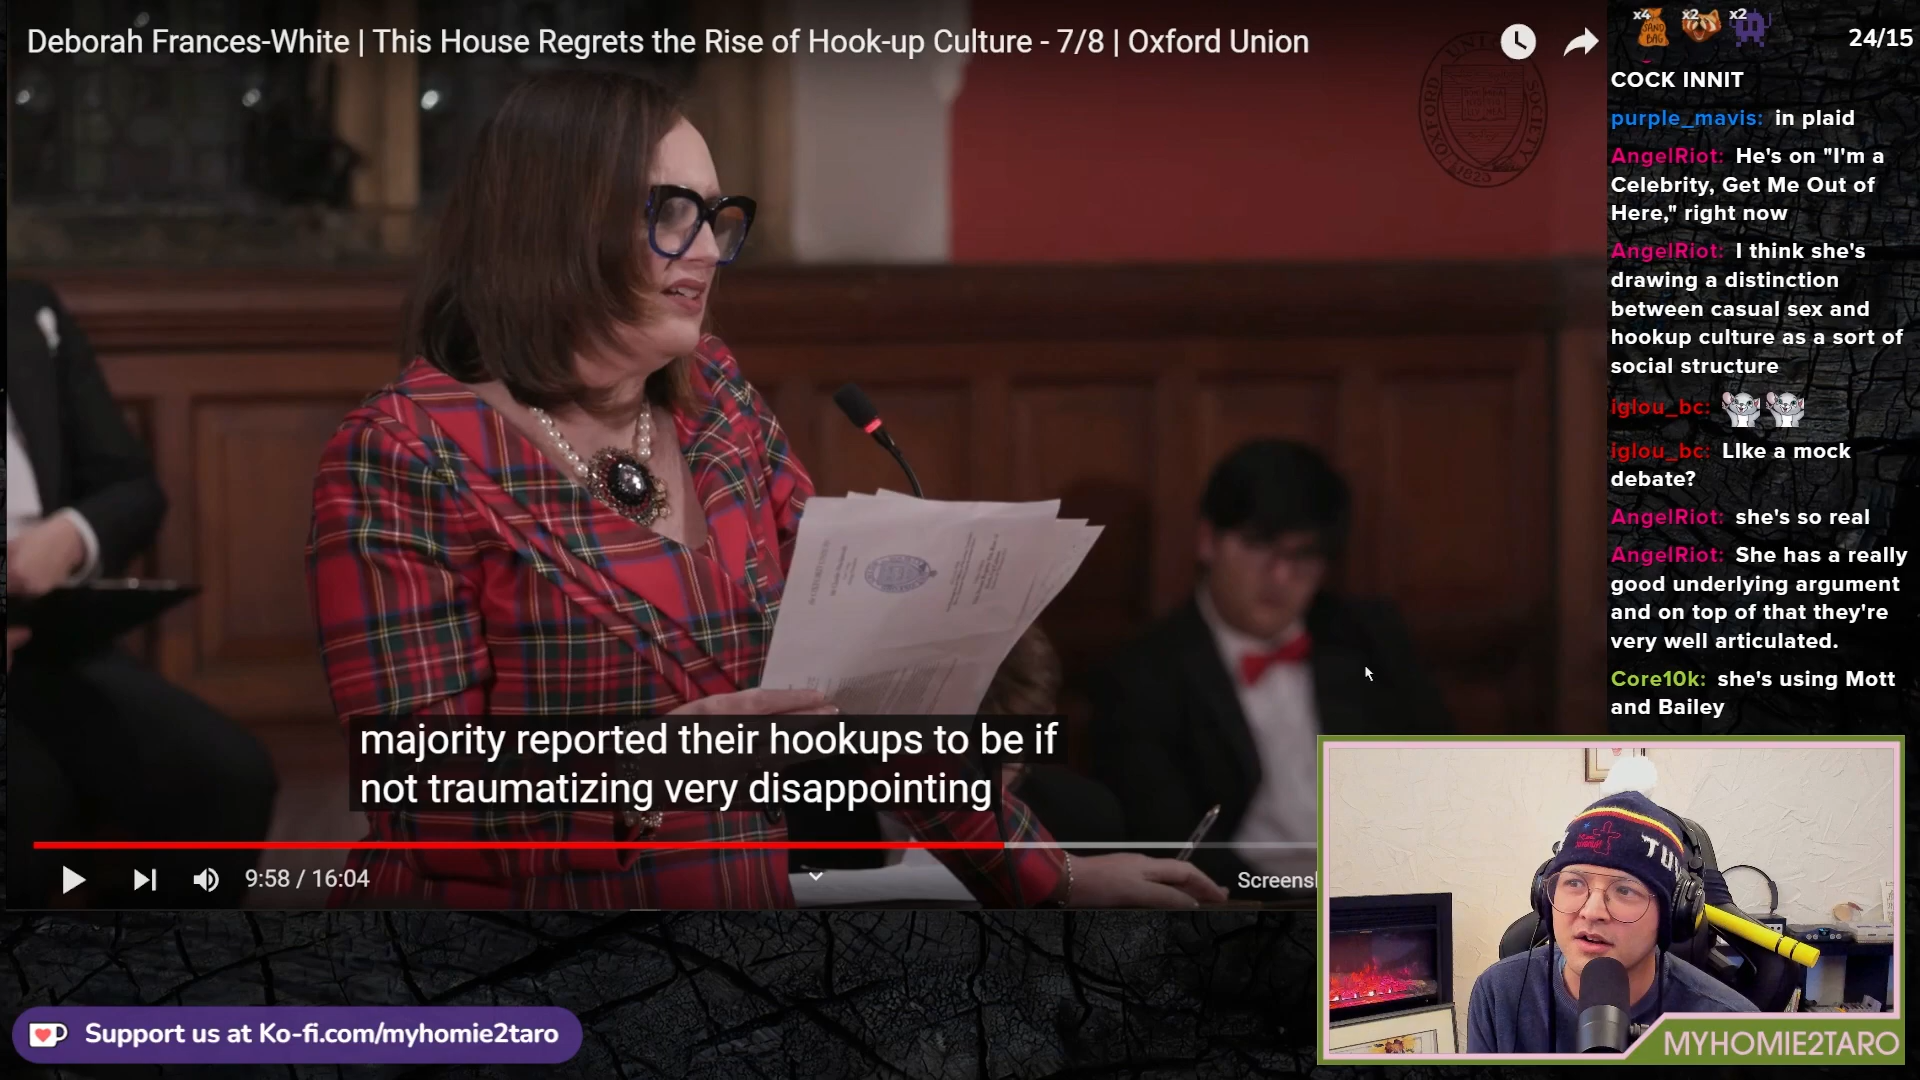 Deborah Frances-White | This House Regrets the Rise of Hook-up Culture - 7/8 | Oxford Union
x4
SAND
BAG
x2
x2
24/15
COCK INNIT
purple_mavis: in plaid
AngelRiot: He's on "I'm a
Celebrity, Get Me Out of
Here," right now
AngelRiot: I think she's
drawing a distinction
between casual sex and
hookup culture as a sort of
social structure
iglou_bc:
iglou_bc: LIke a mock
debate?
AngelRiot: she's so real
AngelRiot: She has a really
good underlying argument
and on top of that they're
very well articulated.
Core10k: she's using Mott
and Bailey
majority reported their hookups to be if
not traumatizing very disappointing
9:58 / 16:04
Screensh
Support us at Ko-fi.com/myhomie2taro
MYHOMIE2TARO